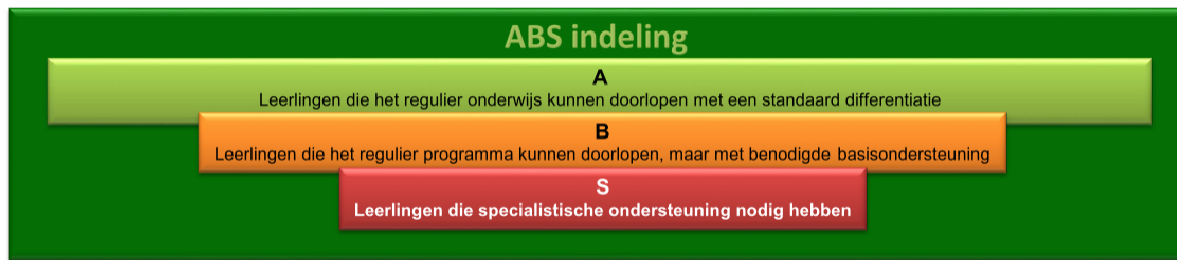 ABS indeling
A
Leerlingen die het regulier onderwijs kunnen doorlopen met een standaard differentiatie
B
Leerlingen die het regulier programma kunnen doorlopen, maar met benodigde basisondersteuning
S
Leerlingen die specialistische ondersteuning nodig hebben